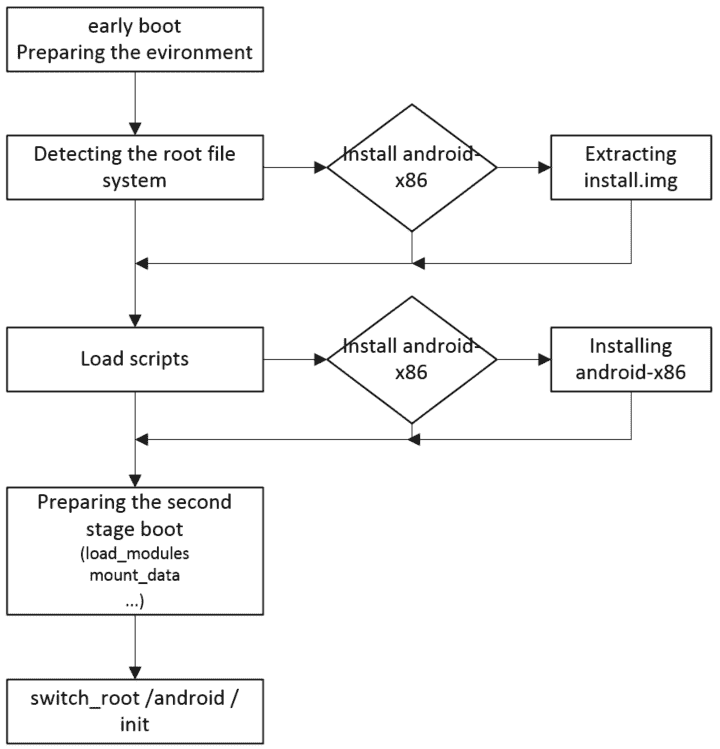 early boot
Preparing the evironment
Detecting the root file
system
Install android-
x86
Extracting
install.img
Load scripts
Install android-
x86
Installing
android-x86
Preparing the second
stage boot
(load_modules
mount_data
...)
switch_root /android /
init